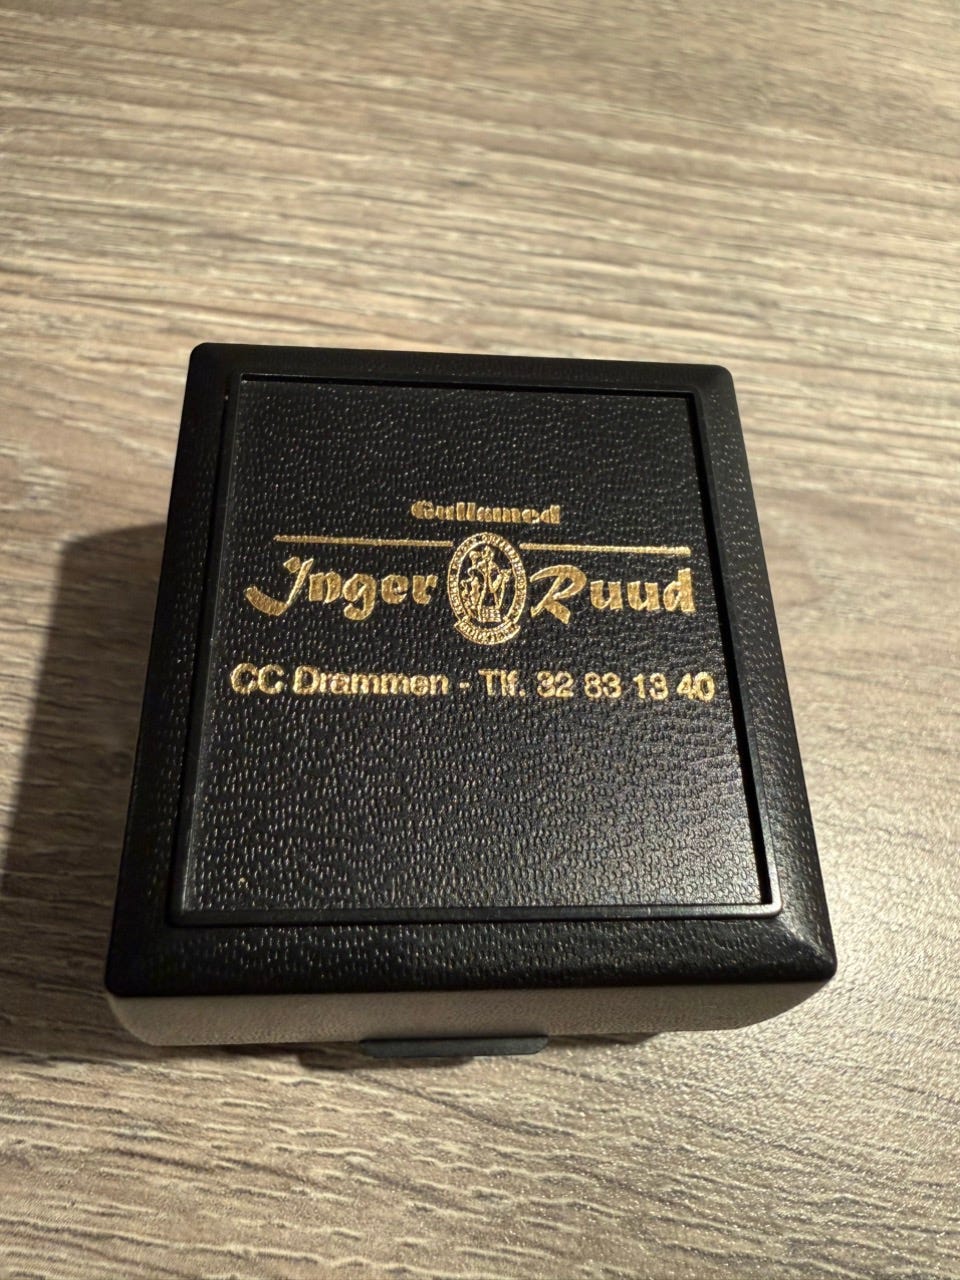 Gullsmed
Inger Ruud
CC Drammen - Tlf. 32 83 13 40